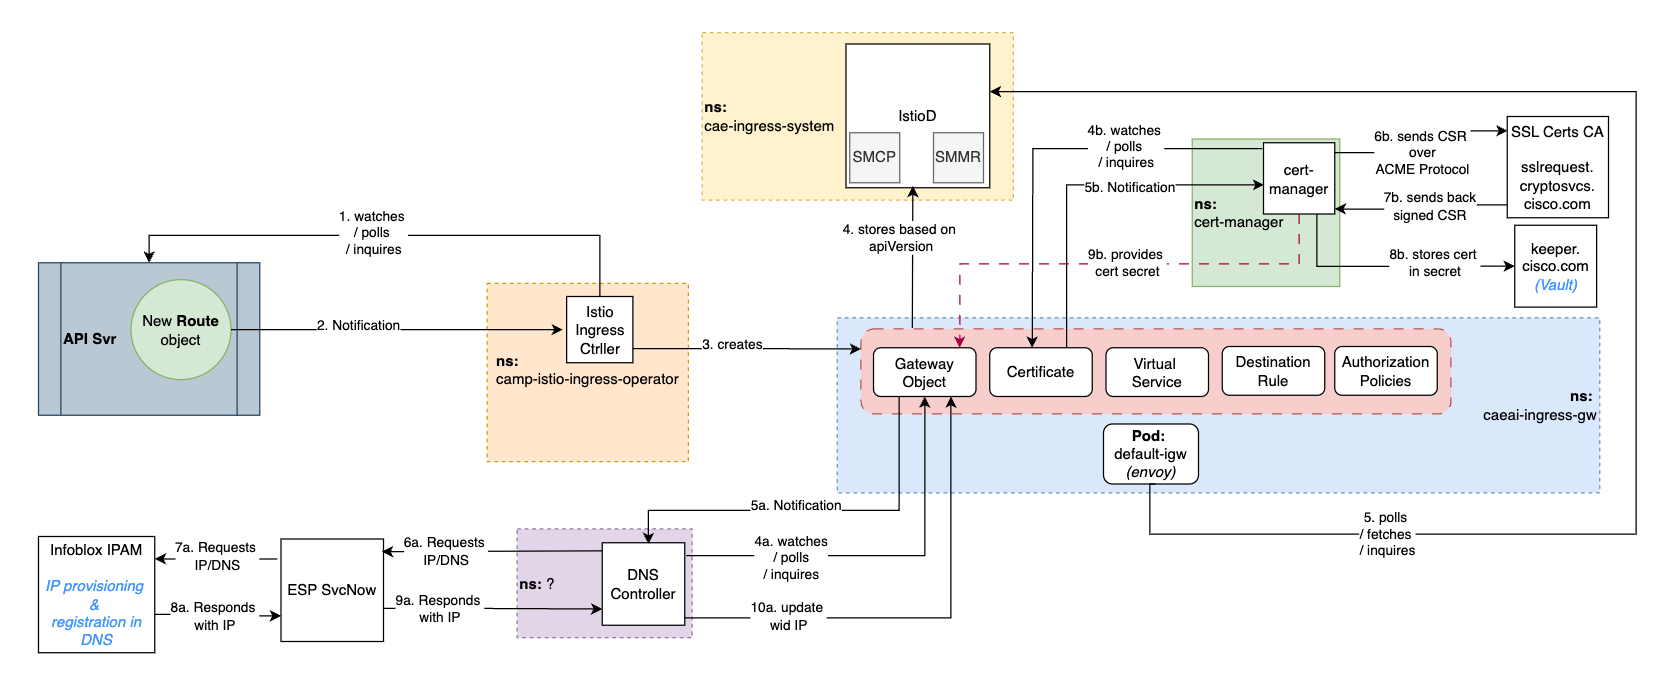 ns:
cae-ingress-system
IstioD
SMCP
SMMR
4b. watches
/ polls
/ inquires
5b. Notification
cert-
manager
ns:
cert-manager
6b. sends CSR
over
ACME Protocol
7b. sends back
signed CSR
SSL Certs CA
sslrequest.
cryptosvcs.
cisco.com
9b. provides
cert secret
8b. stores cert
in secret
keeper.
cisco.com
(Vault)
1. watches
/ polls
/ inquires
4. stores based on
apiVersion
API Svr
New Route
object
2. Notification
Istio
Ingress
Ctrller
ns:
camp-istio-ingress-operator
3. creates
Gateway
Object
Certificate
Virtual
Service
Destination
Rule
Authorization
Policies
ns:
caeai-ingress-gw
Pod:
default-igw
(envoy)
5. polls
/ fetches
/ inquires
5a. Notification
Infoblox IPAM
IP provisioning
&
registration in
DNS
7a. Requests
IP/DNS
8a. Responds
with IP
ESP SvcNow
6a. Requests
IP/DNS
9a. Responds
with IP
ns: ?
DNS
Controller
4a. watches
/ polls
/ inquires
10a. update
wid IP